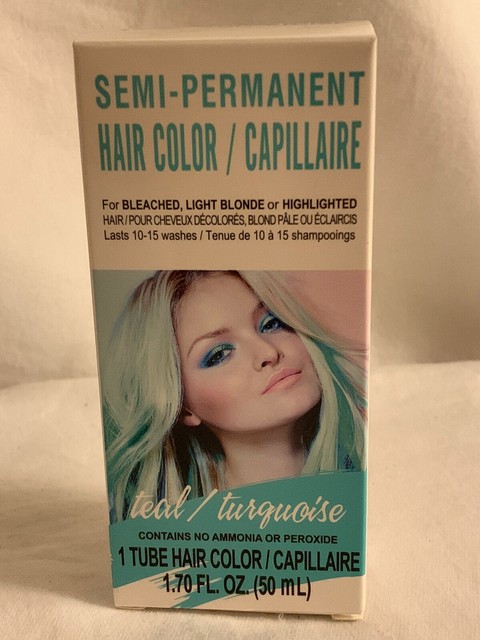 SEMI-PERMANENT
HAIR COLOR / CAPILLAIRE
For BLEACHED, LIGHT BLONDE or HIGHLIGHTED
HAIR / POUR CHEVEUX DÉCOLORÉS, BLOND PÂLE OU ÉCLAIRCIS
Lasts 10-15 washes / Tenue de 10 à 15 shampooings
teal / turquoise
CONTAINS NO AMMONIA OR PEROXIDE
1 TUBE HAIR COLOR / CAPILLAIRE
1.70 FL. OZ. (50 mL)